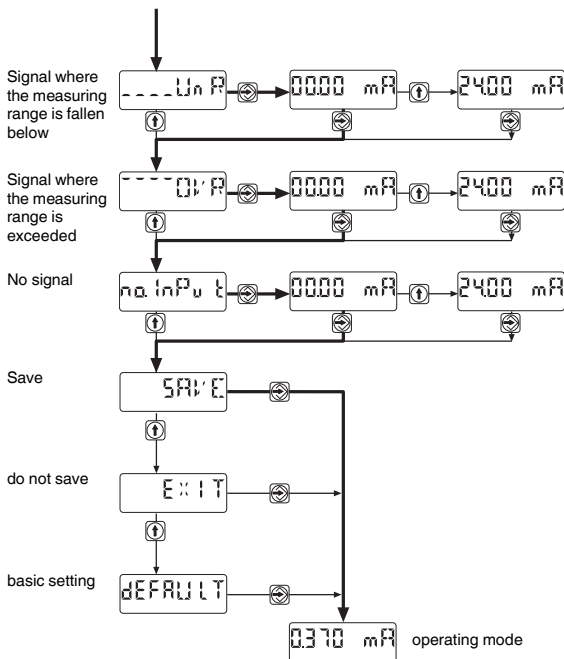 Signal where
the measuring
range is fallen
below
_ _ _ _ UnR 00.00 mA 24.00 mA
Signal where
the measuring
range is
exceeded
‾ ‾ ‾ ‾ OVR 00.00 mA 24.00 mA
No signal
no.InPut 00.00 mA 24.00 mA
Save
SAVE
do not save
EXIT
basic setting
dEFAULT
0.370 mA operating mode